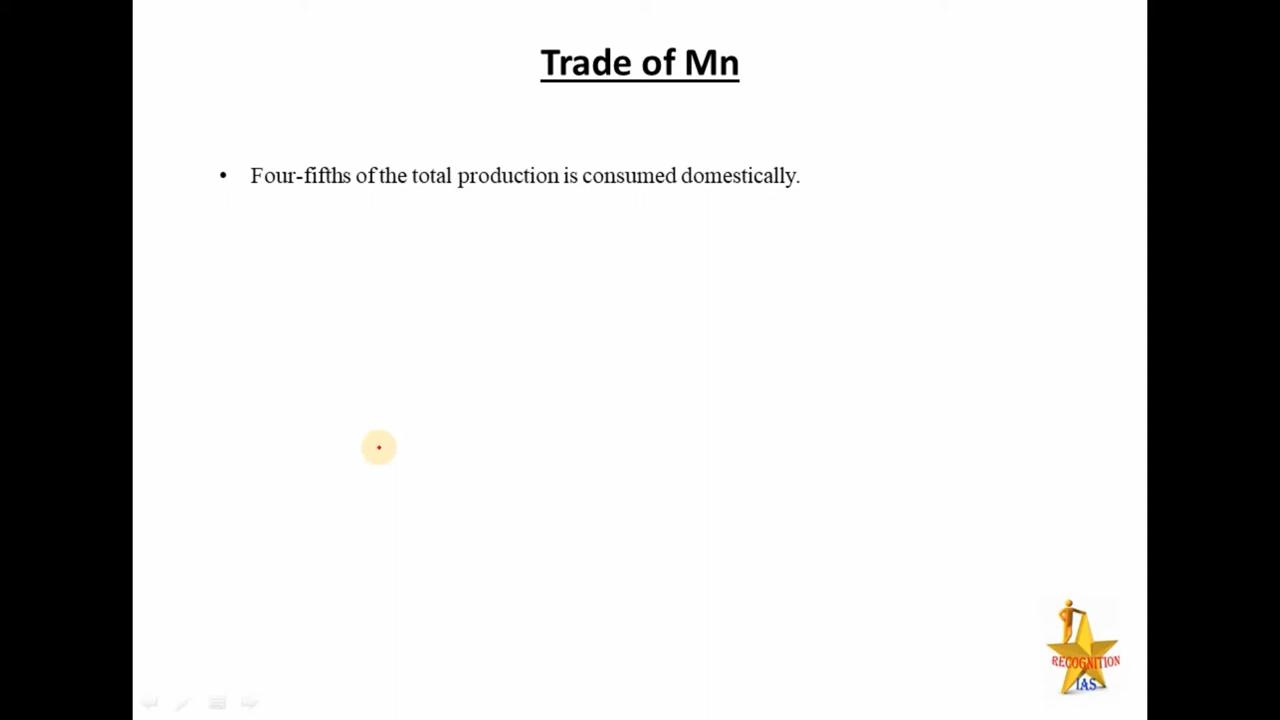 Trade of Mn
• Four-fifths of the total production is consumed domestically.
RECOGNITION
IAS